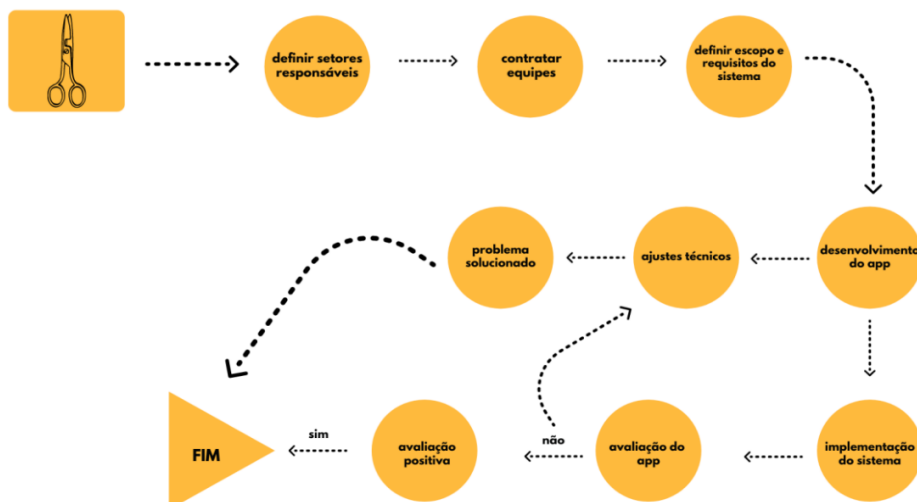 definir setores
responsáveis
contratar
equipes
definir escopo e
requisitos do
sistema
problema
solucionado
ajustes técnicos
desenvolvimento
do app
FIM
sim
avaliação
positiva
não
avaliação do
app
implementação
do sistema